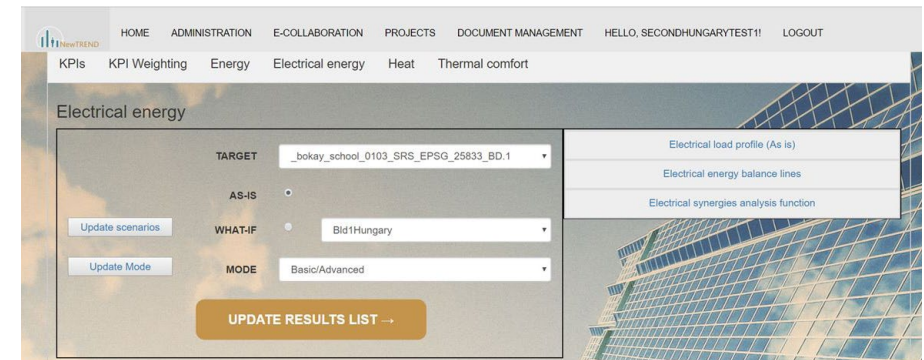 NewTREND HOME ADMINISTRATION E-COLLABORATION PROJECTS DOCUMENT MANAGEMENT HELLO, SECONDHUNGARYTEST1! LOGOUT
KPIs KPI Weighting Energy Electrical energy Heat Thermal comfort
Electrical energy
TARGET _bokay_school_0103_SRS_EPSG_25833_BD.1
AS-IS
Update scenarios WHAT-IF Bld1Hungary
Update Mode MODE Basic/Advanced
UPDATE RESULTS LIST →
Electrical load profile (As is)
Electrical energy balance lines
Electrical synergies analysis function